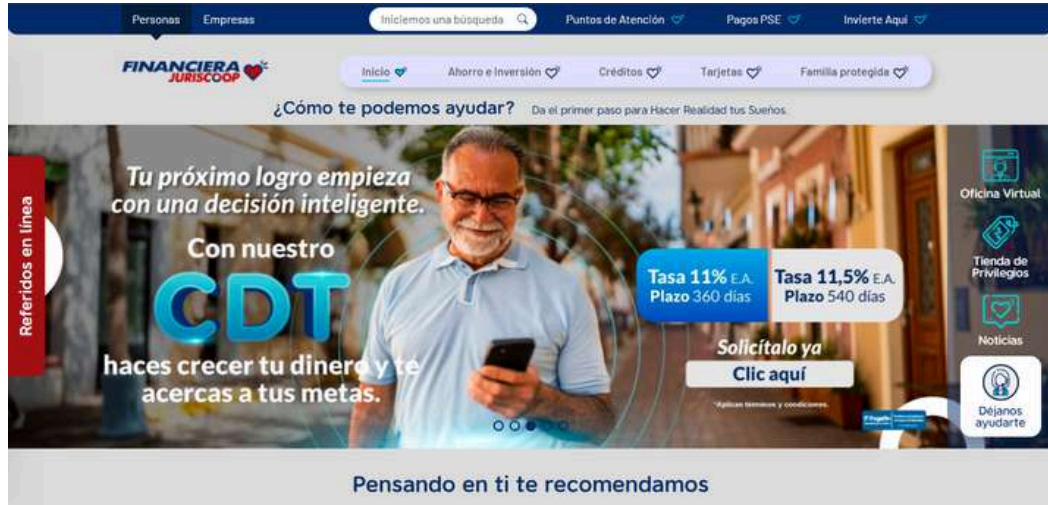 Personas Empresas Iniciemos una búsqueda Puntos de Atención Pagos PSE Invierte Aquí
FINANCIERA
JURISCOOP
Inicio Ahorro e Inversión Créditos Tarjetas Familia protegida
¿Cómo te podemos ayudar? Da el primer paso para Hacer Realidad tus Sueños.
Referidos en línea
Tu próximo logro empieza
con una decisión inteligente.
Con nuestro
CDT
haces crecer tu dinero y te
acercas a tus metas.
Tasa 11% E.A.
Plazo 360 días
Tasa 11,5% E.A.
Plazo 540 días
Solicítalo ya
Clic aquí
*Aplican términos y condiciones.
Oficina Virtual
Tienda de
Privilegios
Noticias
Déjanos
ayudarte
Pensando en ti te recomendamos